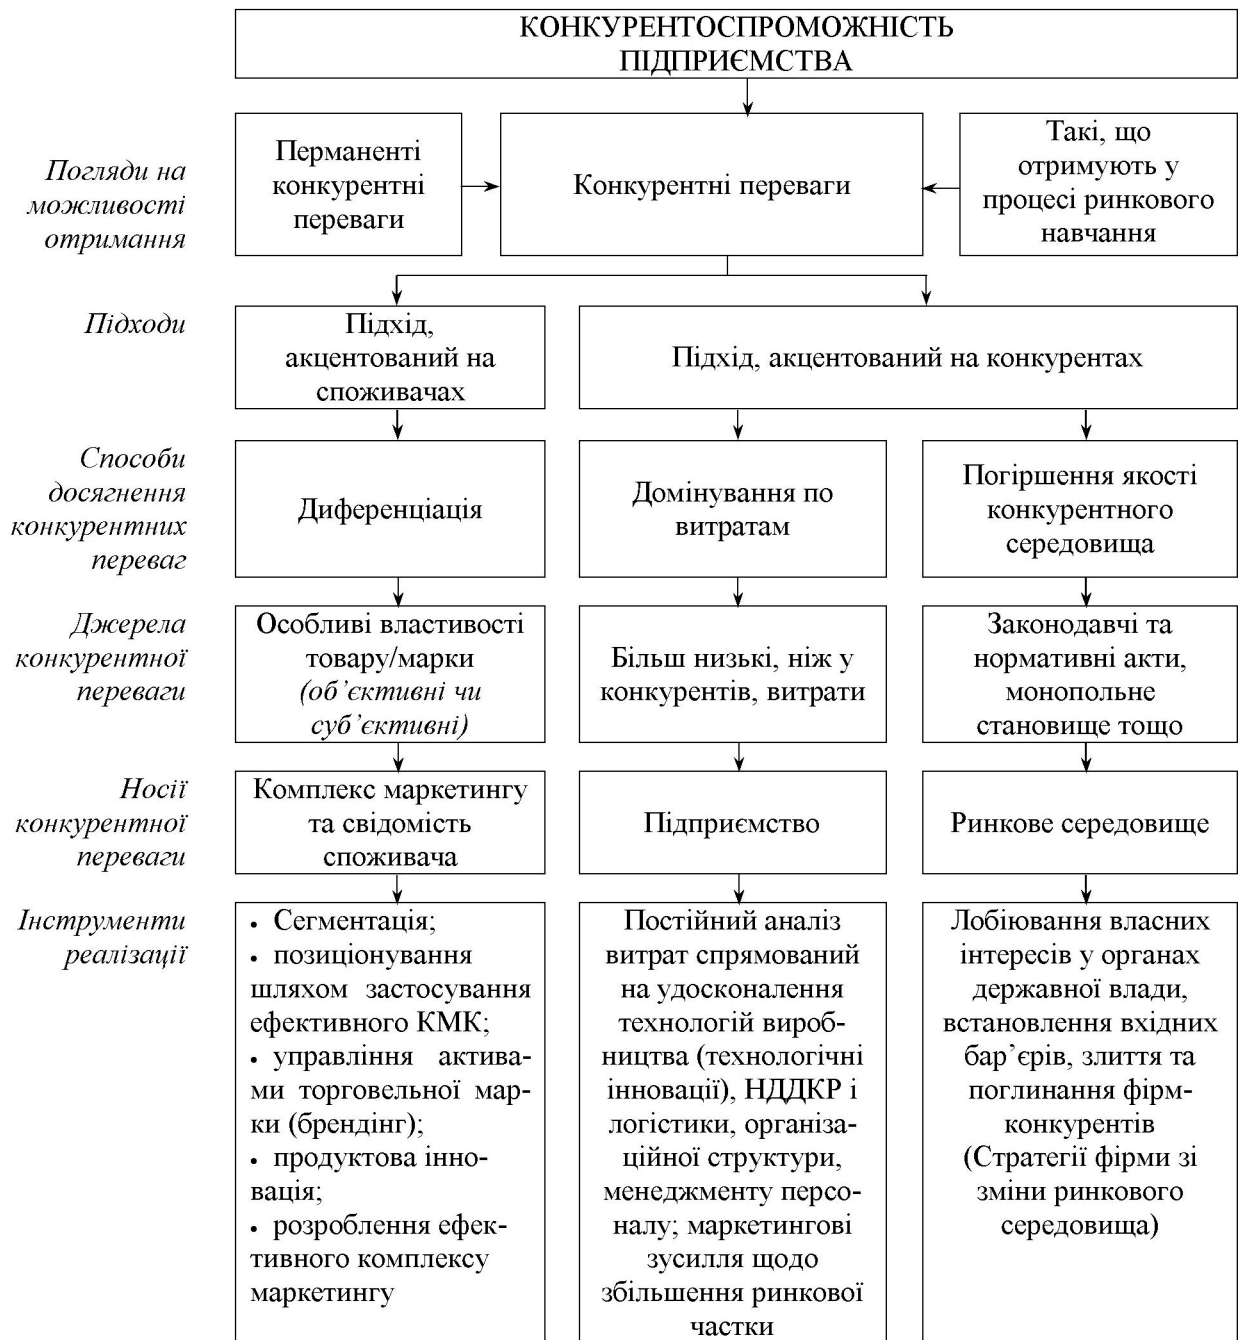 КОНКУРЕНТОСПРОМОЖНІСТЬ
ПІДПРИЄМСТВА
Погляди на
можливості
отримання
Перманенті
конкурентні
переваги
Конкурентні переваги
Такі, що
отримують у
процесі ринкового
навчання
Підходи
Підхід,
акцентований на
споживачах
Підхід, акцентований на конкурентах
Способи
досягнення
конкурентних
переваг
Диференціація
Домінування по
витратам
Погіршення якості
конкурентного
середовища
Джерела
конкурентної
переваги
Особливі властивості
товару/марки
(об’єктивні чи
суб’єктивні)
Більш низькі, ніж у
конкурентів, витрати
Законодавчі та
нормативні акти,
монопольне
становище тощо
Носії
конкурентної
переваги
Комплекс маркетингу
та свідомість
споживача
Підприємство
Ринкове середовище
Інструменти
реалізації
• Сегментація;
• позиціонування
шляхом застосування
ефективного КМК;
• управління актива-
ми торговельної мар-
ки (брендінг);
• продуктова інно-
вація;
• розроблення ефек-
тивного комплексу
маркетингу
Постійний аналіз
витрат спрямований
на удосконалення
технологій вироб-
ництва (технологічні
інновації), НДДКР і
логістики, організа-
ційної структури,
менеджменту персо-
налу; маркетингові
зусилля щодо
збільшення ринкової
частки
Лобіювання власних
інтересів у органах
державної влади,
встановлення вхідних
бар’єрів, злиття та
поглинання фірм-
конкурентів
(Стратегії фірми зі
зміни ринкового
середовища)